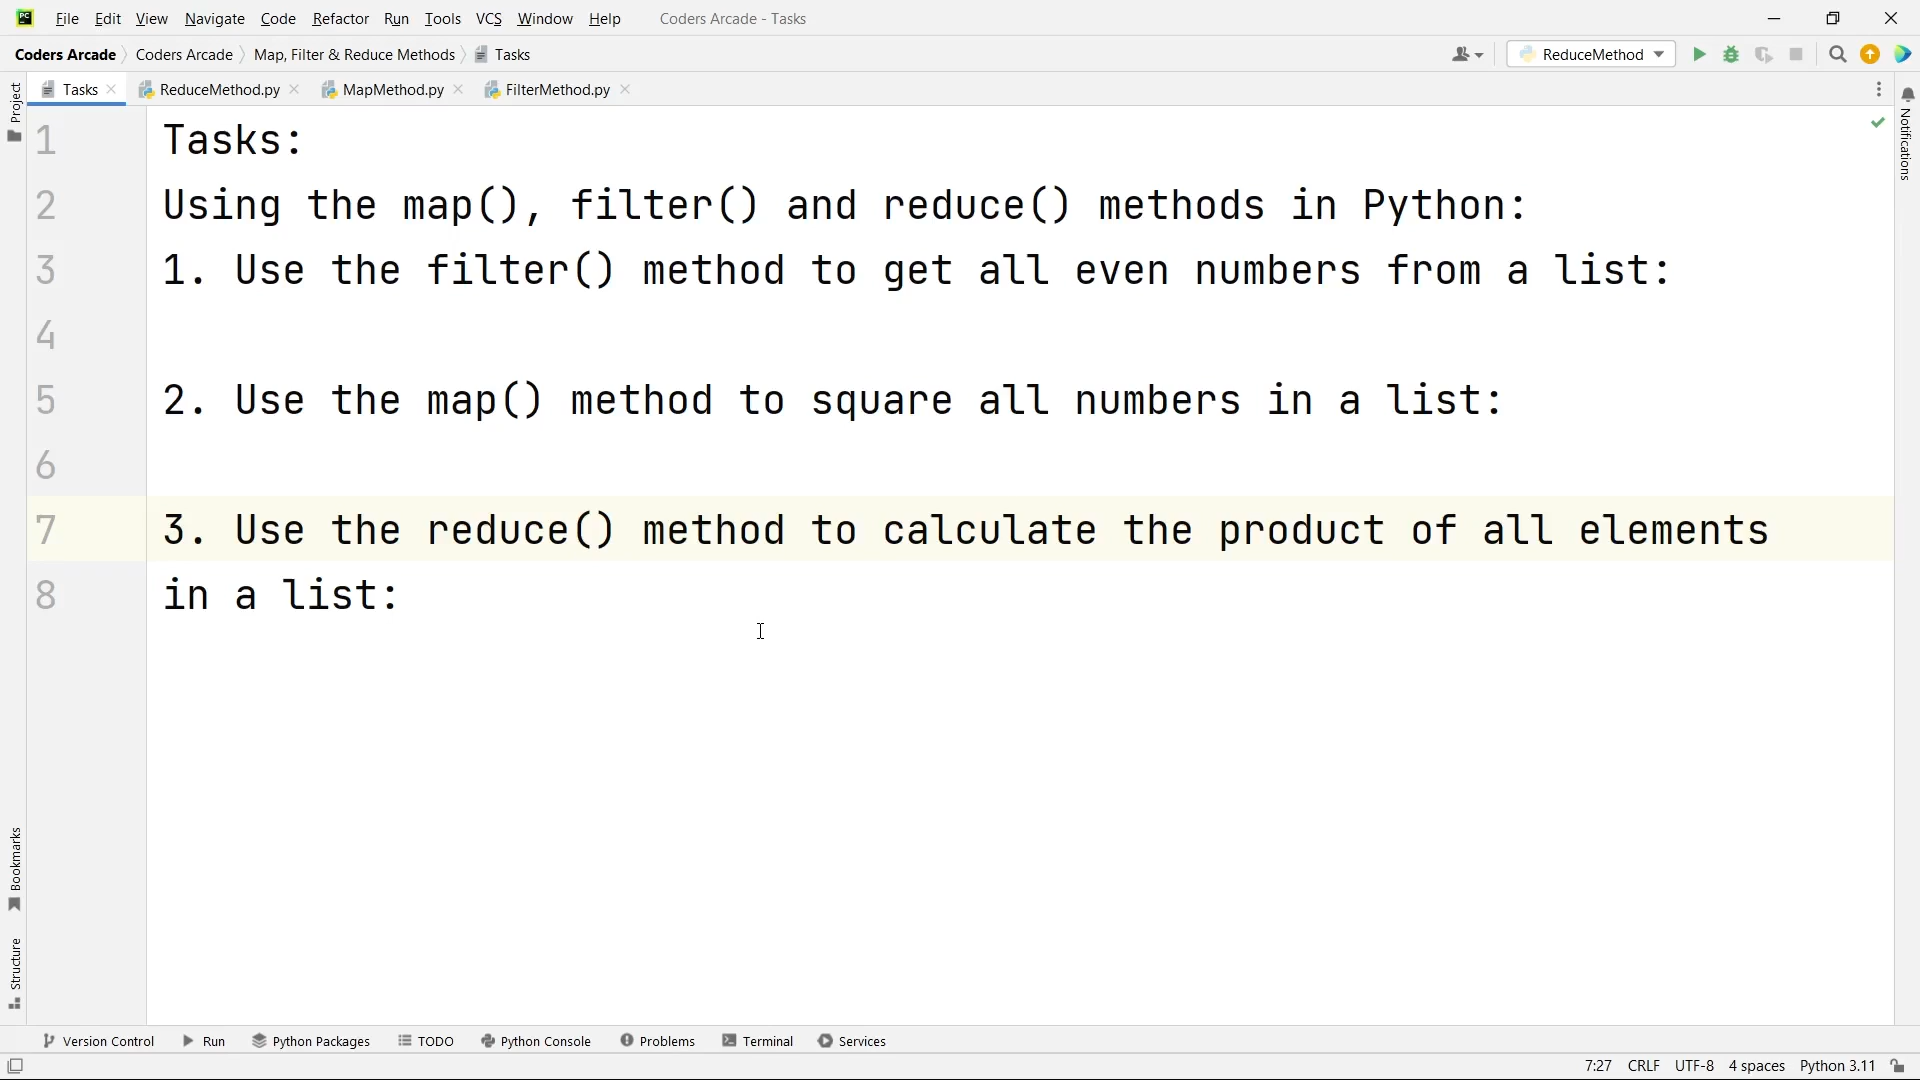 File Edit View Navigate Code Refactor Run Tools VCS Window Help Coders Arcade - Tasks
Coders Arcade Coders Arcade Map, Filter & Reduce Methods Tasks ReduceMethod
Tasks ReduceMethod.py MapMethod.py FilterMethod.py
Project
Notifications
1 Tasks:
2 Using the map(), filter() and reduce() methods in Python:
3 1. Use the filter() method to get all even numbers from a list:
4
5 2. Use the map() method to square all numbers in a list:
6
7 3. Use the reduce() method to calculate the product of all elements
8 in a list:
Bookmarks
Structure
Version Control Run Python Packages TODO Python Console Problems Terminal Services
7:27 CRLF UTF-8 4 spaces Python 3.11